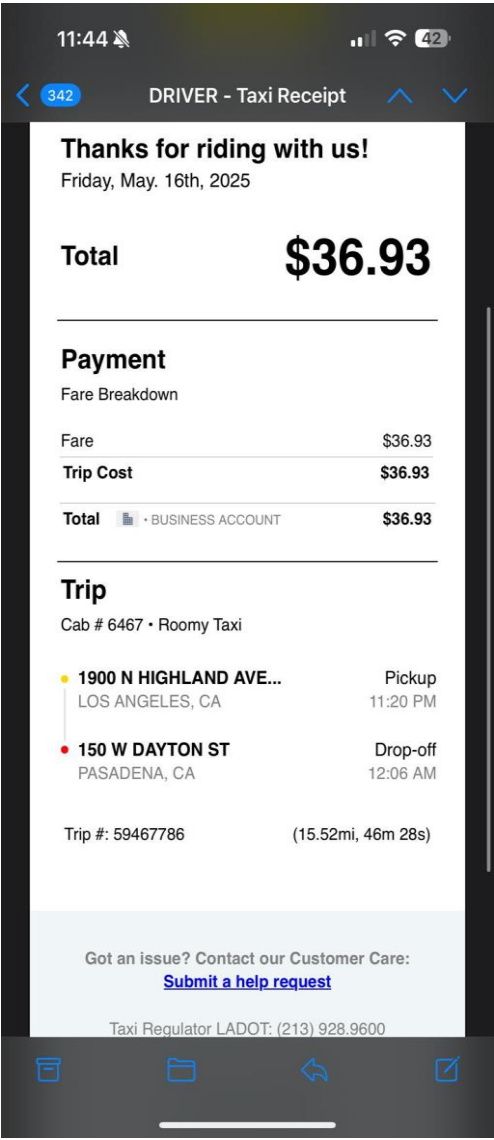 11:44
42
342
DRIVER - Taxi Receipt
Thanks for riding with us!
Friday, May. 16th, 2025
Total $36.93
Payment
Fare Breakdown
Fare $36.93
Trip Cost $36.93
Total • BUSINESS ACCOUNT $36.93
Trip
Cab # 6467 • Roomy Taxi
1900 N HIGHLAND AVE... Pickup
LOS ANGELES, CA 11:20 PM
150 W DAYTON ST Drop-off
PASADENA, CA 12:06 AM
Trip #: 59467786 (15.52mi, 46m 28s)
Got an issue? Contact our Customer Care:
Submit a help request
Taxi Regulator LADOT: (213) 928.9600